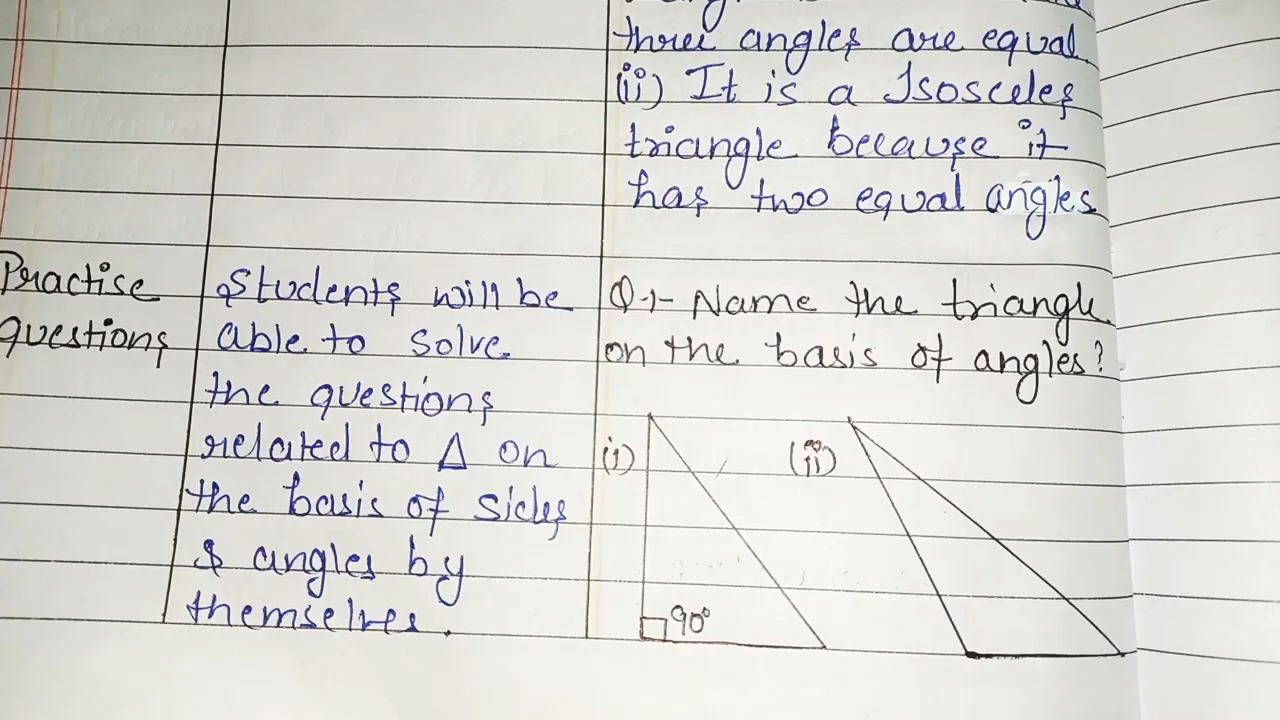 three angles are equal.
(ii) It is a Isosceles
triangle because it
has two equal angles
Practise
questions
Students will be
able to solve
the questions
related to Δ on
the basis of sides
& angles by
themselves.
Q.1- Name the triangle
on the basis of angles?
(i)
(ii)
90°